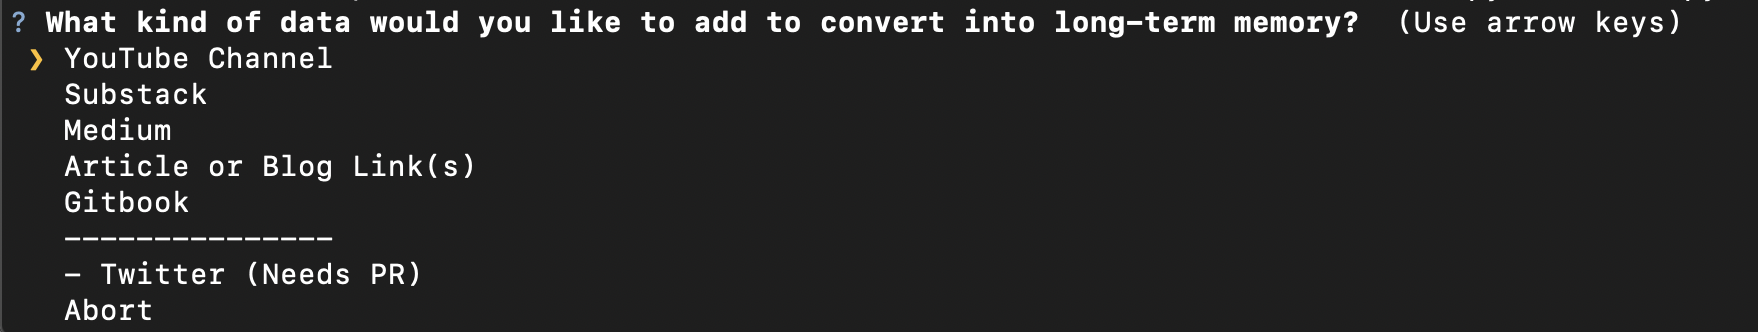 ? What kind of data would you like to add to convert into long-term memory?  (Use arrow keys)
❯ YouTube Channel
Substack
Medium
Article or Blog Link(s)
Gitbook
---------------
- Twitter (Needs PR)
Abort